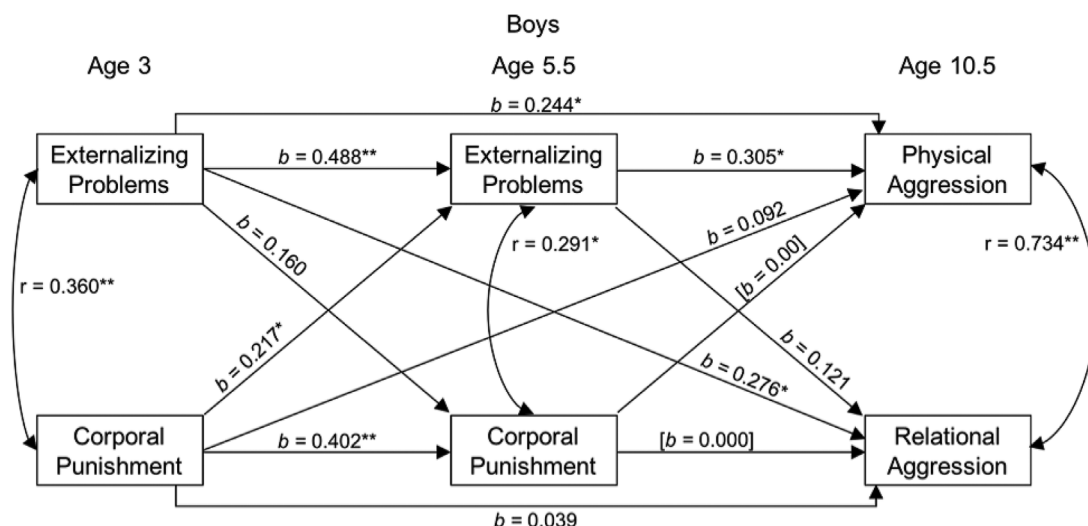 Boys
Age 3
Age 5.5
Age 10.5
b = 0.244*
Externalizing
Problems
b = 0.488**
Externalizing
Problems
b = 0.305*
Physical
Aggression
b = 0.160
b = 0.092
r = 0.291*
[b = 0.00]
r = 0.734**
r = 0.360**
b = 0.217*
b = 0.276*
b = 0.121
Corporal
Punishment
b = 0.402**
Corporal
Punishment
[b = 0.000]
Relational
Aggression
b = 0.039